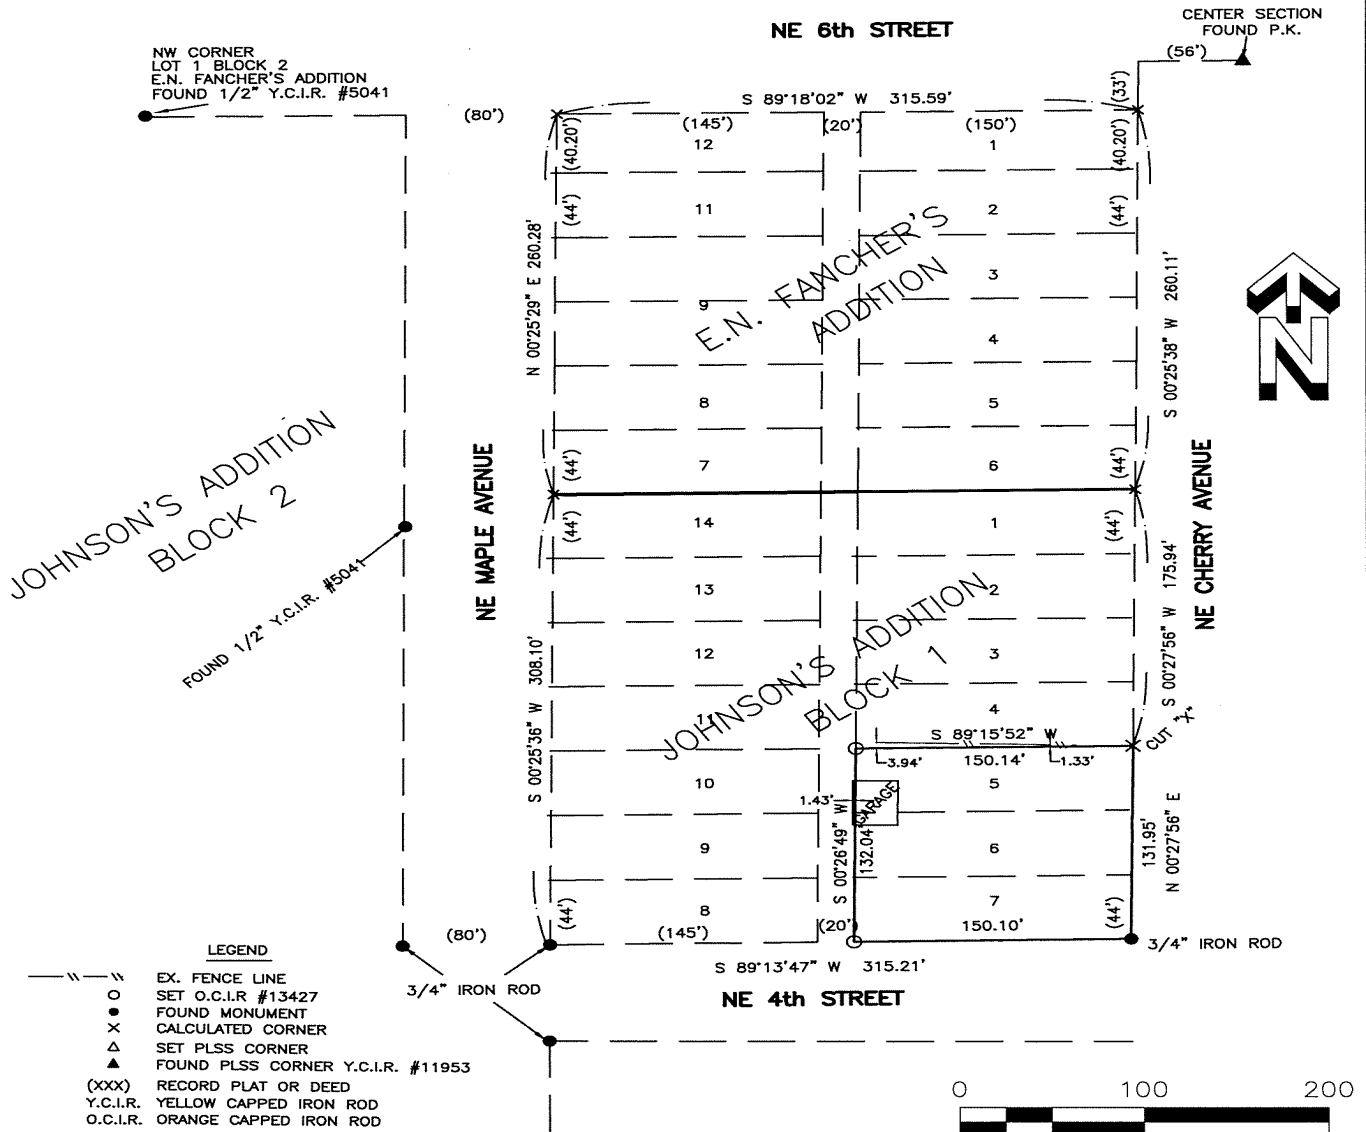 NE 6th STREET
CENTER SECTION
FOUND P.K.
(56')
(33')
NW CORNER
LOT 1 BLOCK 2
E.N. FANCHER'S ADDITION
FOUND 1/2" Y.C.I.R. #5041
(80')
S 89°18'02" W 315.59'
(145')
(20')
(150')
(40.20')
12
1
(40.20')
(44')
11
2
(44')
N 00°25'29" E 260.28'
E.N. FANCHER'S
ADDITION
S 00°25'38" W 260.11'
3
9
4
8
5
N
7
6
(44')
(44')
JOHNSON'S ADDITION
BLOCK 2
NE MAPLE AVENUE
NE CHERRY AVENUE
(44')
14
1
(44')
FOUND 1/2" Y.C.I.R. #5041
13
2
S 00°27'56" W 175.94'
12
3
S 00°25'36" W 308.10'
JOHNSON'S ADDITION
BLOCK 1
11
4
CUT "X"
S 89°15'52" W
3.94'
150.14'
1.33'
10
5
1.43'
GARAGE
S 00°26'49" W
132.04'
131.95'
N 00°27'56" E
9
6
8
7
(44')
(44')
(80')
(145')
(20')
150.10'
3/4" IRON ROD
S 89°13'47" W 315.21'
3/4" IRON ROD
NE 4th STREET
LEGEND
EX. FENCE LINE
SET O.C.I.R #13427
FOUND MONUMENT
CALCULATED CORNER
SET PLSS CORNER
FOUND PLSS CORNER Y.C.I.R. #11953
(XXX) RECORD PLAT OR DEED
Y.C.I.R. YELLOW CAPPED IRON ROD
O.C.I.R. ORANGE CAPPED IRON ROD
0 100 200